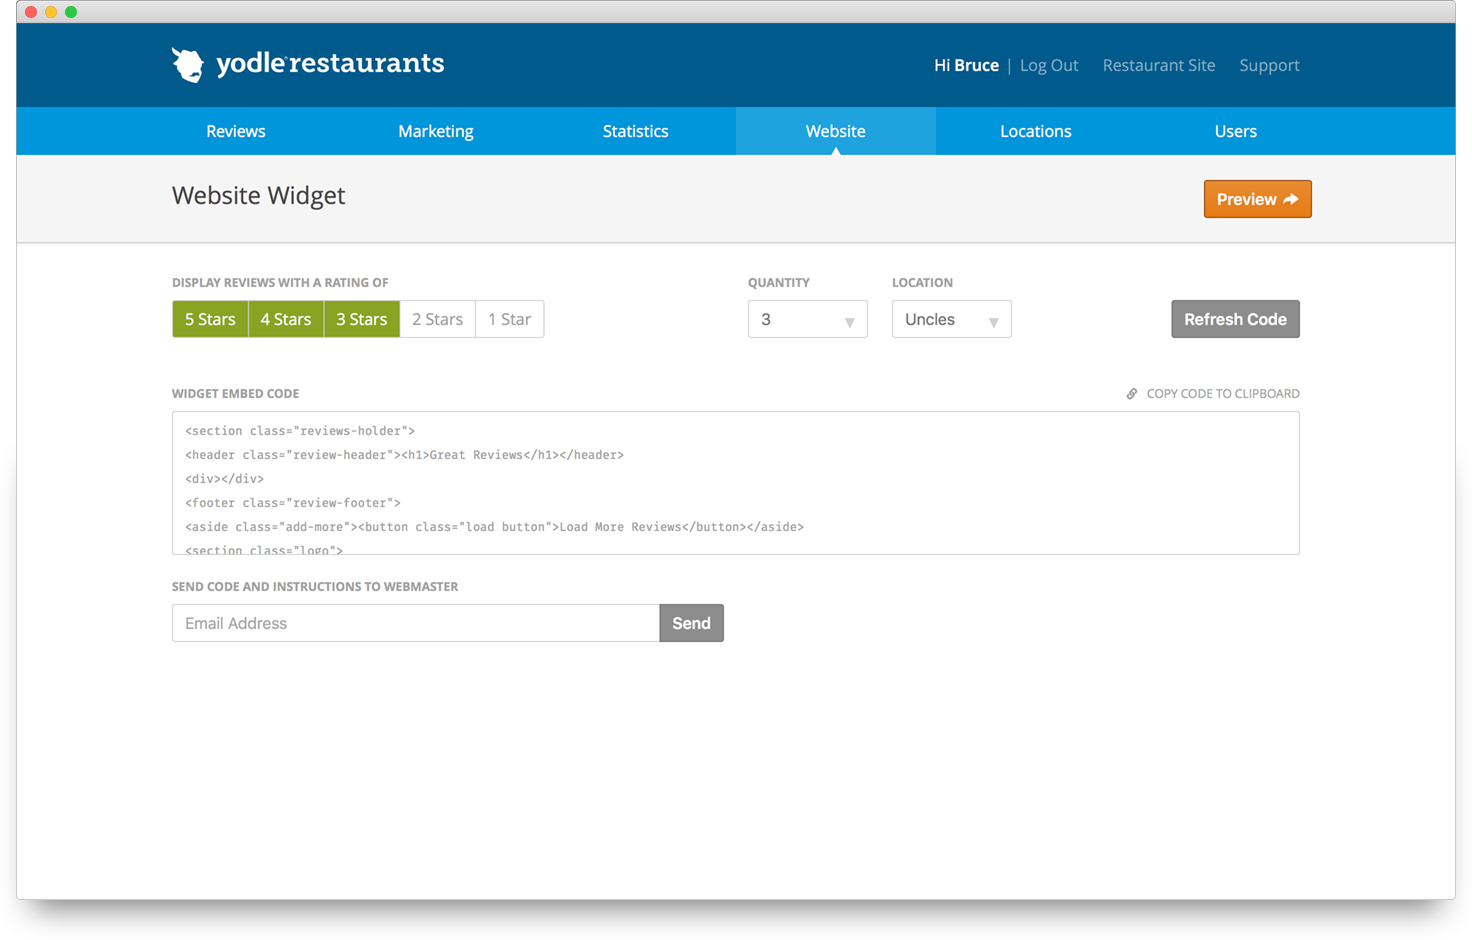 yodle restaurants
Hi Bruce | Log Out Restaurant Site Support
Reviews Marketing Statistics Website Locations Users
Website Widget
Preview
DISPLAY REVIEWS WITH A RATING OF QUANTITY LOCATION
5 Stars 4 Stars 3 Stars 2 Stars 1 Star 3 Uncles Refresh Code
WIDGET EMBED CODE COPY CODE TO CLIPBOARD
<section class="reviews-holder">
<header class="review-header"><h1>Great Reviews</h1></header>
<div></div>
<footer class="review-footer">
<aside class="add-more"><button class="load button">Load More Reviews</button></aside>
<section class="logo">
SEND CODE AND INSTRUCTIONS TO WEBMASTER
Email Address Send